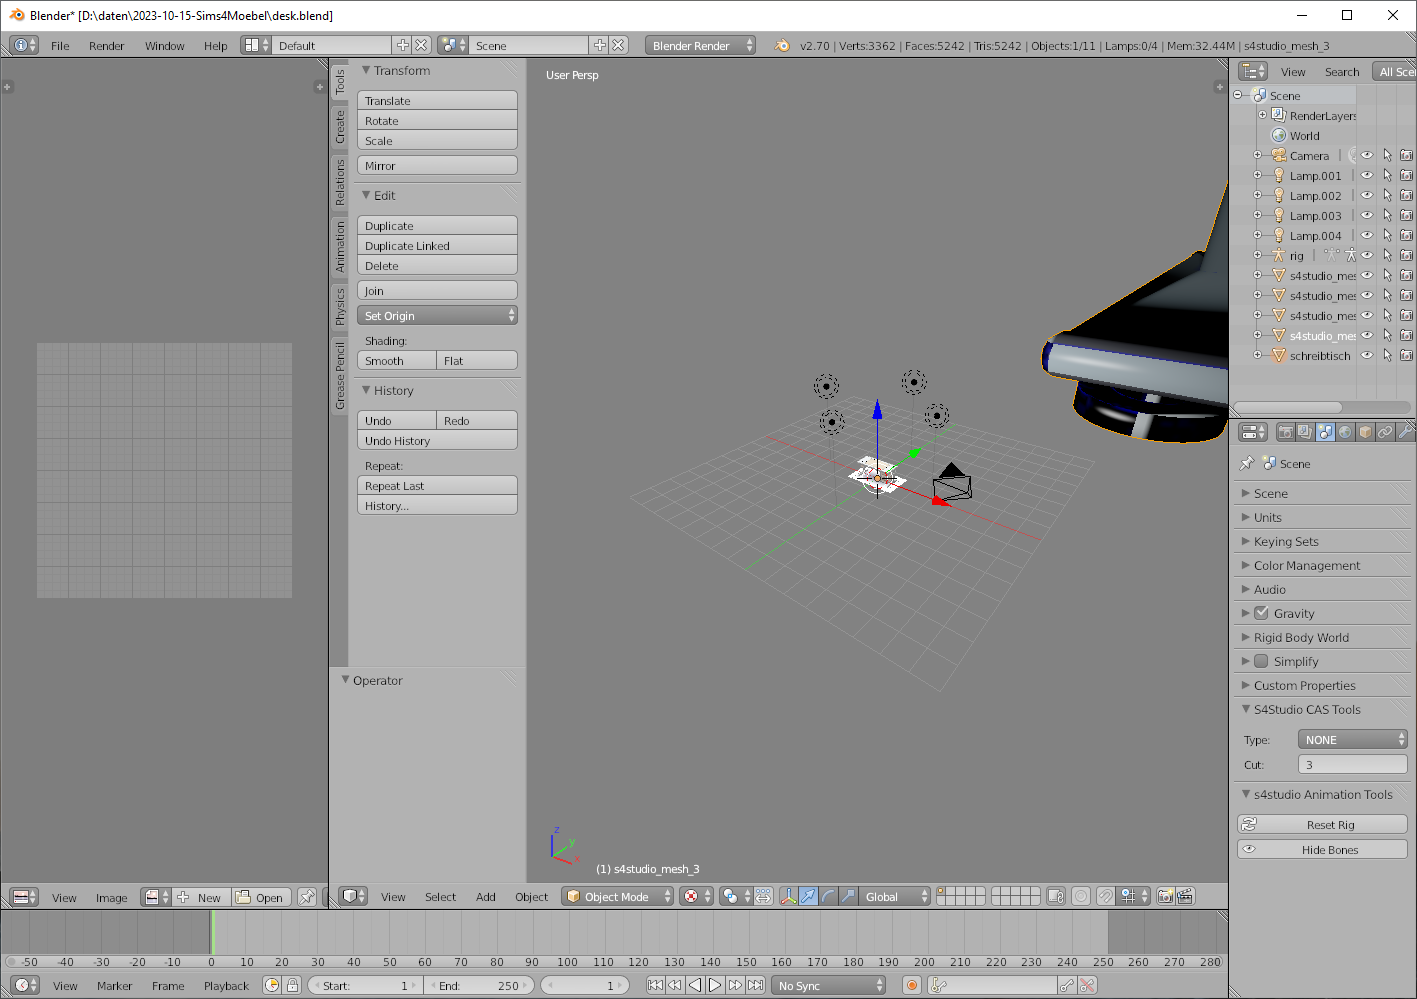 Blender* [D:\daten\2023-10-15-Sims4Moebel\desk.blend]
File Render Window Help Default Scene Blender Render v2.70 | Verts:3362 | Faces:5242 | Tris:5242 | Objects:1/11 | Lamps:0/4 | Mem:32.44M | s4studio_mesh_3
Tools
Create
Relations
Animation
Physics
Grease Pencil
Transform
Translate
Rotate
Scale
Mirror
Edit
Duplicate
Duplicate Linked
Delete
Join
Set Origin
Shading:
Smooth Flat
History
Undo Redo
Undo History
Repeat:
Repeat Last
History...
Operator
User Persp
z
y
x
(1) s4studio_mesh_3
View Search All Sce
Scene
RenderLayers
World
Camera
Lamp.001
Lamp.002
Lamp.003
Lamp.004
rig
s4studio_mes
s4studio_mes
s4studio_mes
s4studio_mes
schreibtisch
Scene
Scene
Units
Keying Sets
Color Management
Audio
Gravity
Rigid Body World
Simplify
Custom Properties
S4Studio CAS Tools
Type: NONE
Cut: 3
s4studio Animation Tools
Reset Rig
Hide Bones
View Image New Open
View Select Add Object Object Mode Global
-50 -40 -30 -20 -10 0 10 20 30 40 50 60 70 80 90 100 110 120 130 140 150 160 170 180 190 200 210 220 230 240 250 260 270 280
View Marker Frame Playback Start: 1 End: 250 1 No Sync